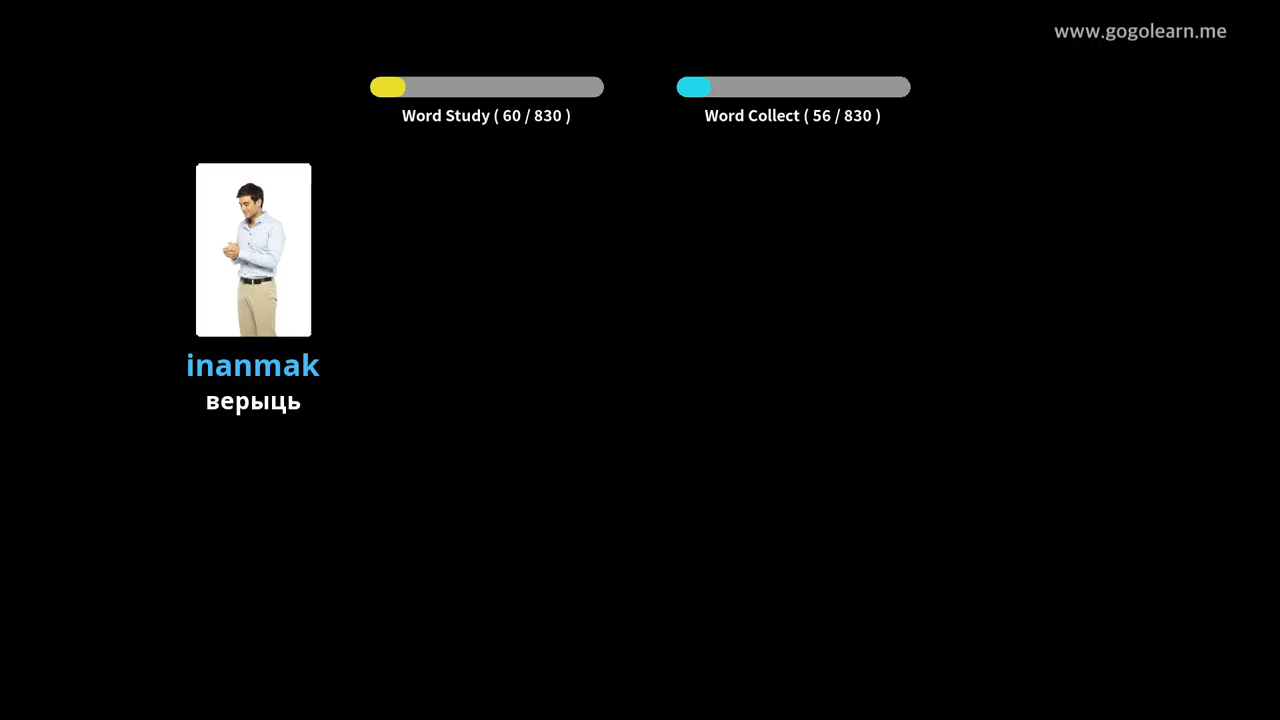 www.gogolearn.me
Word Study ( 60 / 830 )
Word Collect ( 56 / 830 )
inanmak
верыць